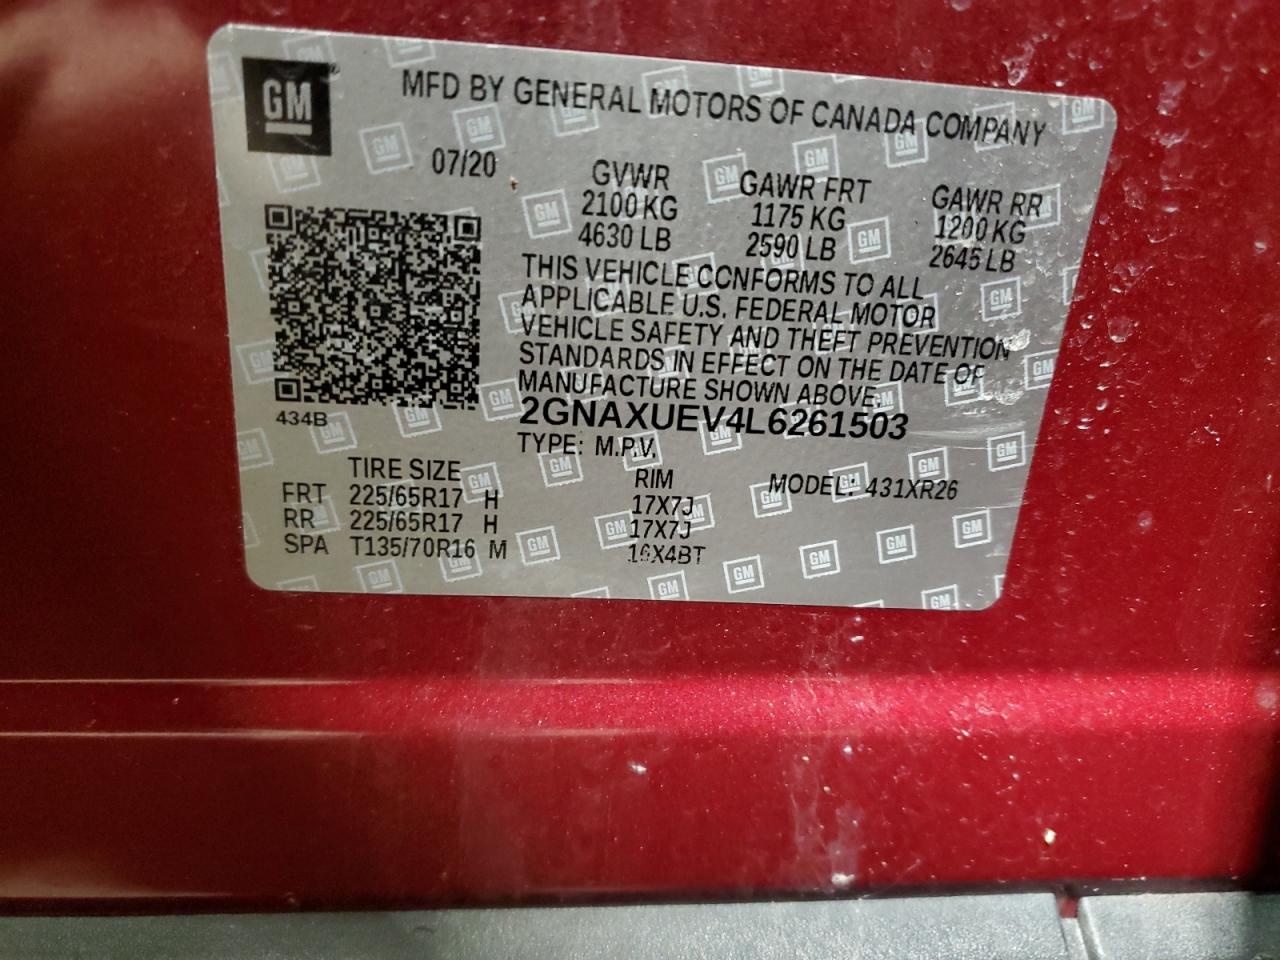 GM
MFD BY GENERAL MOTORS OF CANADA COMPANY
07/20
GVWR
2100 KG
4630 LB
GAWR FRT
1175 KG
2590 LB
GAWR RR
1200 KG
2645 LB
THIS VEHICLE CONFORMS TO ALL
APPLICABLE U.S. FEDERAL MOTOR
VEHICLE SAFETY AND THEFT PREVENTION
STANDARDS IN EFFECT ON THE DATE OF
MANUFACTURE SHOWN ABOVE.
434B
2GNAXUEV4L6261503
TYPE: M.P.V.
MODEL: 431XR26
TIRE SIZE RIM
FRT 225/65R17 H 17X7J
RR 225/65R17 H 17X7J
SPA T135/70R16 M 16X4BT